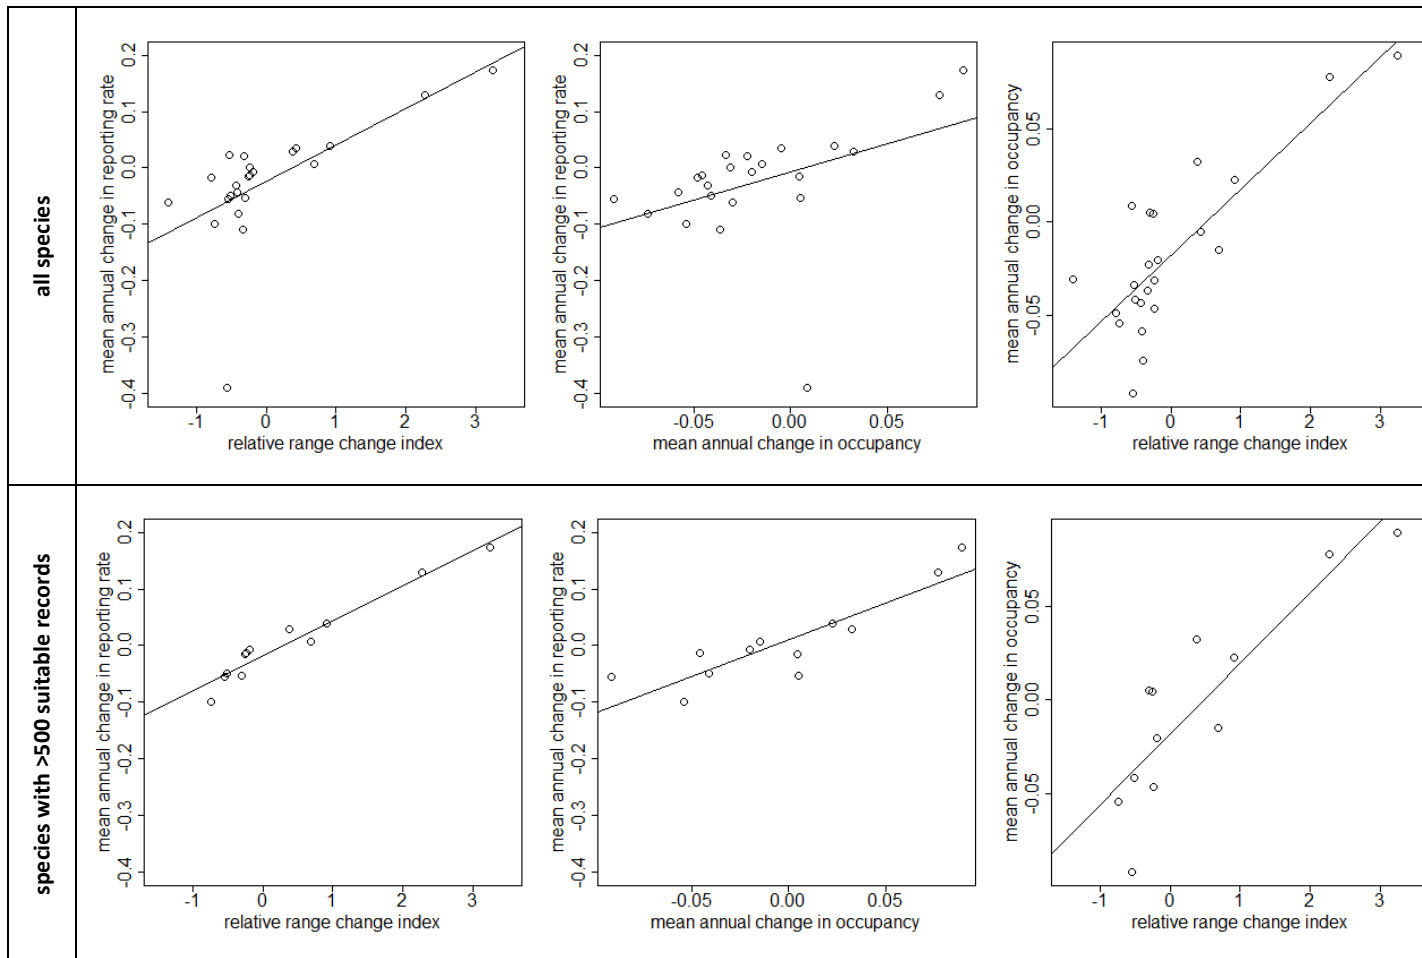 all species
mean annual change in reporting rate
0.2
0.1
0.0
-0.1
-0.2
-0.3
-0.4
-1 0 1 2 3
relative range change index
mean annual change in reporting rate
0.2
0.1
0.0
-0.1
-0.2
-0.3
-0.4
-0.05 0.00 0.05
mean annual change in occupancy
mean annual change in occupancy
0.05
0.00
-0.05
-1 0 1 2 3
relative range change index
species with >500 suitable records
mean annual change in reporting rate
0.2
0.1
0.0
-0.1
-0.2
-0.3
-0.4
-1 0 1 2 3
relative range change index
mean annual change in reporting rate
0.2
0.1
0.0
-0.1
-0.2
-0.3
-0.4
-0.05 0.00 0.05
mean annual change in occupancy
mean annual change in occupancy
0.05
0.00
-0.05
-1 0 1 2 3
relative range change index